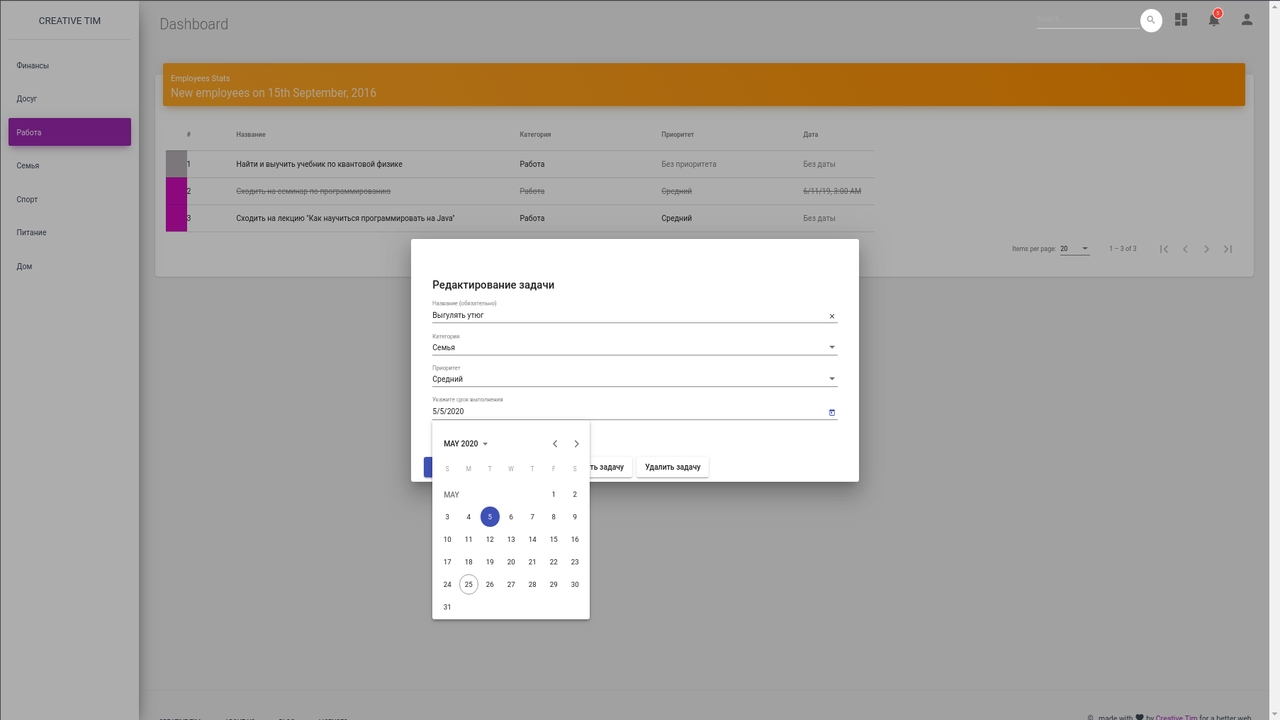 CREATIVE TIM
Dashboard
2
Финансы
Досуг
Работа
Семья
Спорт
Питание
Дом
Employees Stats
New employees on 15th September, 2016
# Название Категория Приоритет Дата
1 Найти и выучить учебник по квантовой физике Работа Без приоритета Без даты
2 Сходить на семинар по программированию Работа Средний 6/11/19, 3:00 AM
3 Сходить на лекцию "Как научиться программировать на Java" Работа Средний Без даты
Items per page: 20 1 – 3 of 3
Редактирование задачи
Название (обязательно)
Выгулять утюг
Категория
Семья
Приоритет
Средний
Укажите срок выполнения
5/5/2020
ть задачу Удалить задачу
MAY 2020
S M T W T F S
MAY 1 2
3 4 5 6 7 8 9
10 11 12 13 14 15 16
17 18 19 20 21 22 23
24 25 26 27 28 29 30
31
© made with by Creative Tim for a better web